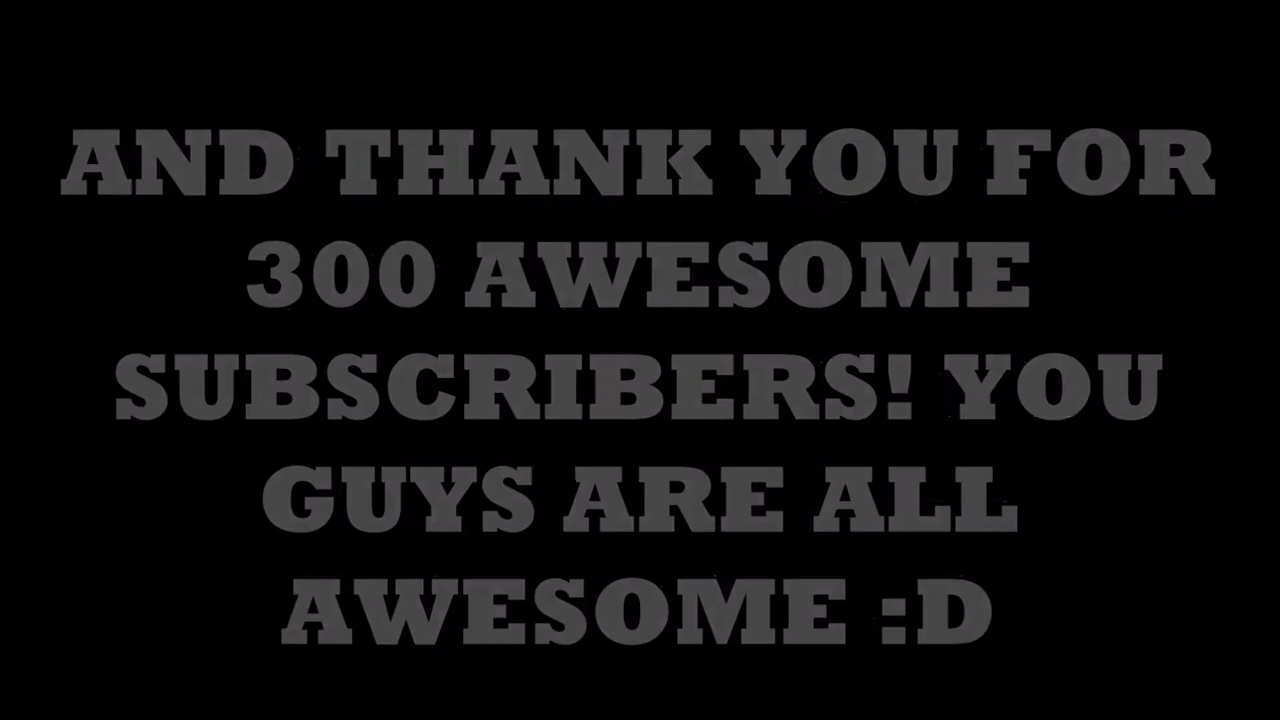 AND THANK YOU FOR
300 AWESOME
SUBSCRIBERS! YOU
GUYS ARE ALL
AWESOME :D